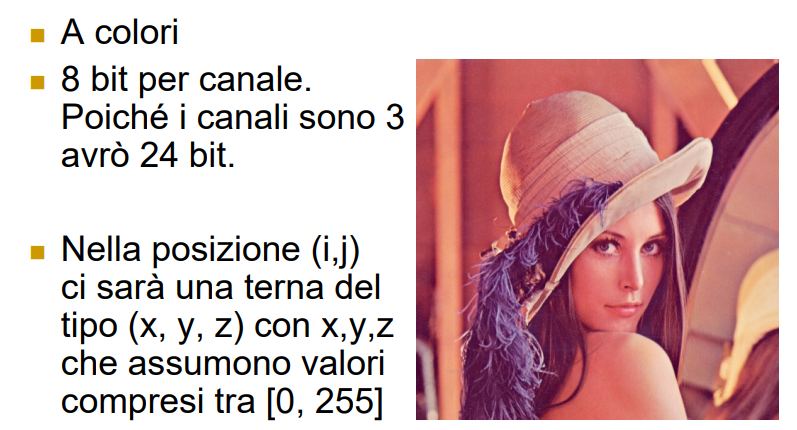 A colori
8 bit per canale.
Poiché i canali sono 3
avrò 24 bit.
Nella posizione (i,j)
ci sarà una terna del
tipo (x, y, z) con x,y,z
che assumono valori
compresi tra [0, 255]